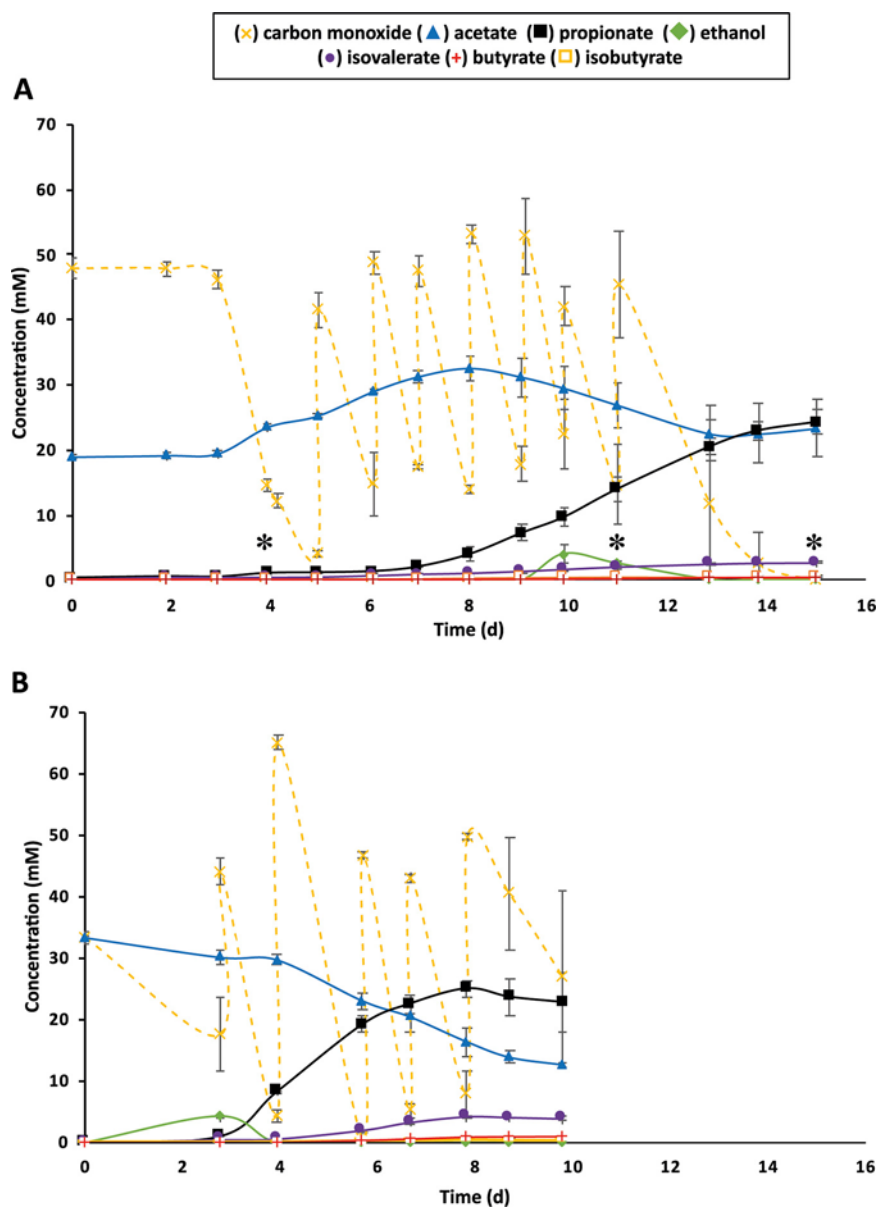 (×) carbon monoxide (▲) acetate (■) propionate (◆) ethanol
(●) isovalerate (+) butyrate (□) isobutyrate
A
70
60
50
40
30
20
10
0
Concentration (mM)
* * *
0 2 4 6 8 10 12 14 16
Time (d)
B
70
60
50
40
30
20
10
0
Concentration (mM)
0 2 4 6 8 10 12 14 16
Time (d)